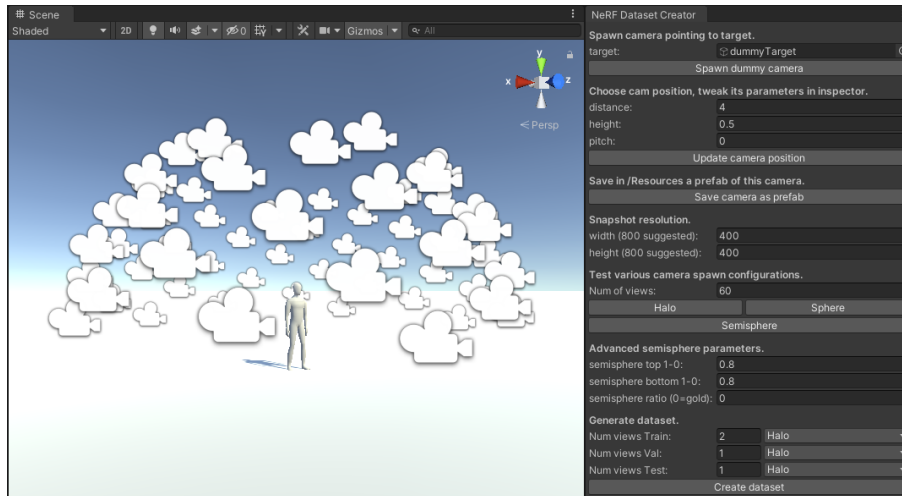 Scene
Shaded
2D
0
Gizmos
All
y
x
z
Persp
NeRF Dataset Creator
Spawn camera pointing to target.
target: dummyTarget
Spawn dummy camera
Choose cam position, tweak its parameters in inspector.
distance: 4
height: 0.5
pitch: 0
Update camera position
Save in /Resources a prefab of this camera.
Save camera as prefab
Snapshot resolution.
width (800 suggested): 400
height (800 suggested): 400
Test various camera spawn configurations.
Num of views: 60
Halo Sphere
Semisphere
Advanced semisphere parameters.
semisphere top 1-0: 0.8
semisphere bottom 1-0: 0.8
semisphere ratio (0=gold): 0
Generate dataset.
Num views Train: 2 Halo
Num views Val: 1 Halo
Num views Test: 1 Halo
Create dataset